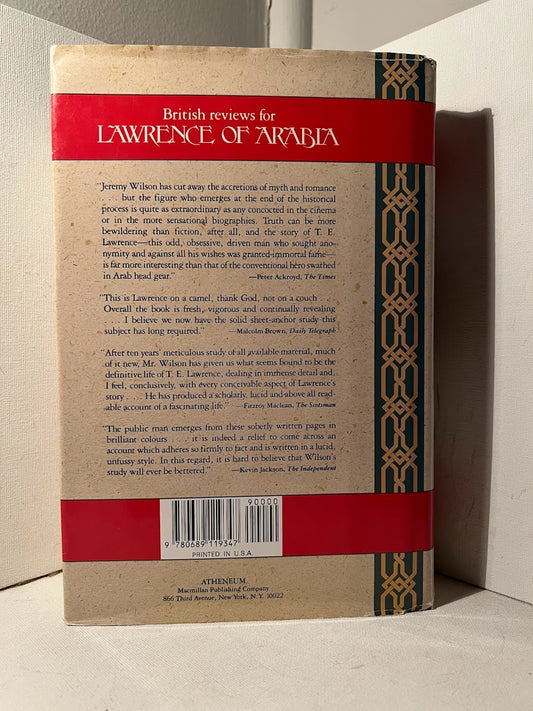 British reviews for
LAWRENCE OF ARABIA
"Jeremy Wilson has cut away the accretions of myth and romance
. . . but the figure who emerges at the end of the historical
process is quite as extraordinary as any concocted in the cinema
or in the more sensational biographies. Truth can be more
bewildering than fiction, after all, and the story of T. E.
Lawrence—this odd, obsessive, driven man who sought ano-
nymity and against all his wishes was granted immortal fame—
is far more interesting than that of the conventional hero swathed
in Arab head gear." —Peter Ackroyd, The Times
"This is Lawrence on a camel, thank God, not on a couch . . .
Overall the book is fresh, vigorous and continually revealing
. . . I believe we now have the solid sheet-anchor study this
subject has long required." —Malcolm Brown, Daily Telegraph
"After ten years' meticulous study of all available material, much
of it new, Mr. Wilson has given us what seems bound to be the
definitive life of T. E. Lawrence, dealing in immense detail and,
I feel, conclusively, with every conceivable aspect of Lawrence's
story . . . He has produced a scholarly, lucid and above all read-
able account of a fascinating life." —Fitzroy Maclean, The Scotsman
"The public man emerges from these soberly written pages in
brilliant colours . . . it is indeed a relief to come across an
account which adheres so firmly to fact and is written in a lucid,
unfussy style. In this regard, it is hard to believe that Wilson's
study will ever be bettered." —Kevin Jackson, The Independent
90000
9 780689 119347
PRINTED IN U.S.A.
ATHENEUM
Macmillan Publishing Company
866 Third Avenue, New York, N.Y. 10022